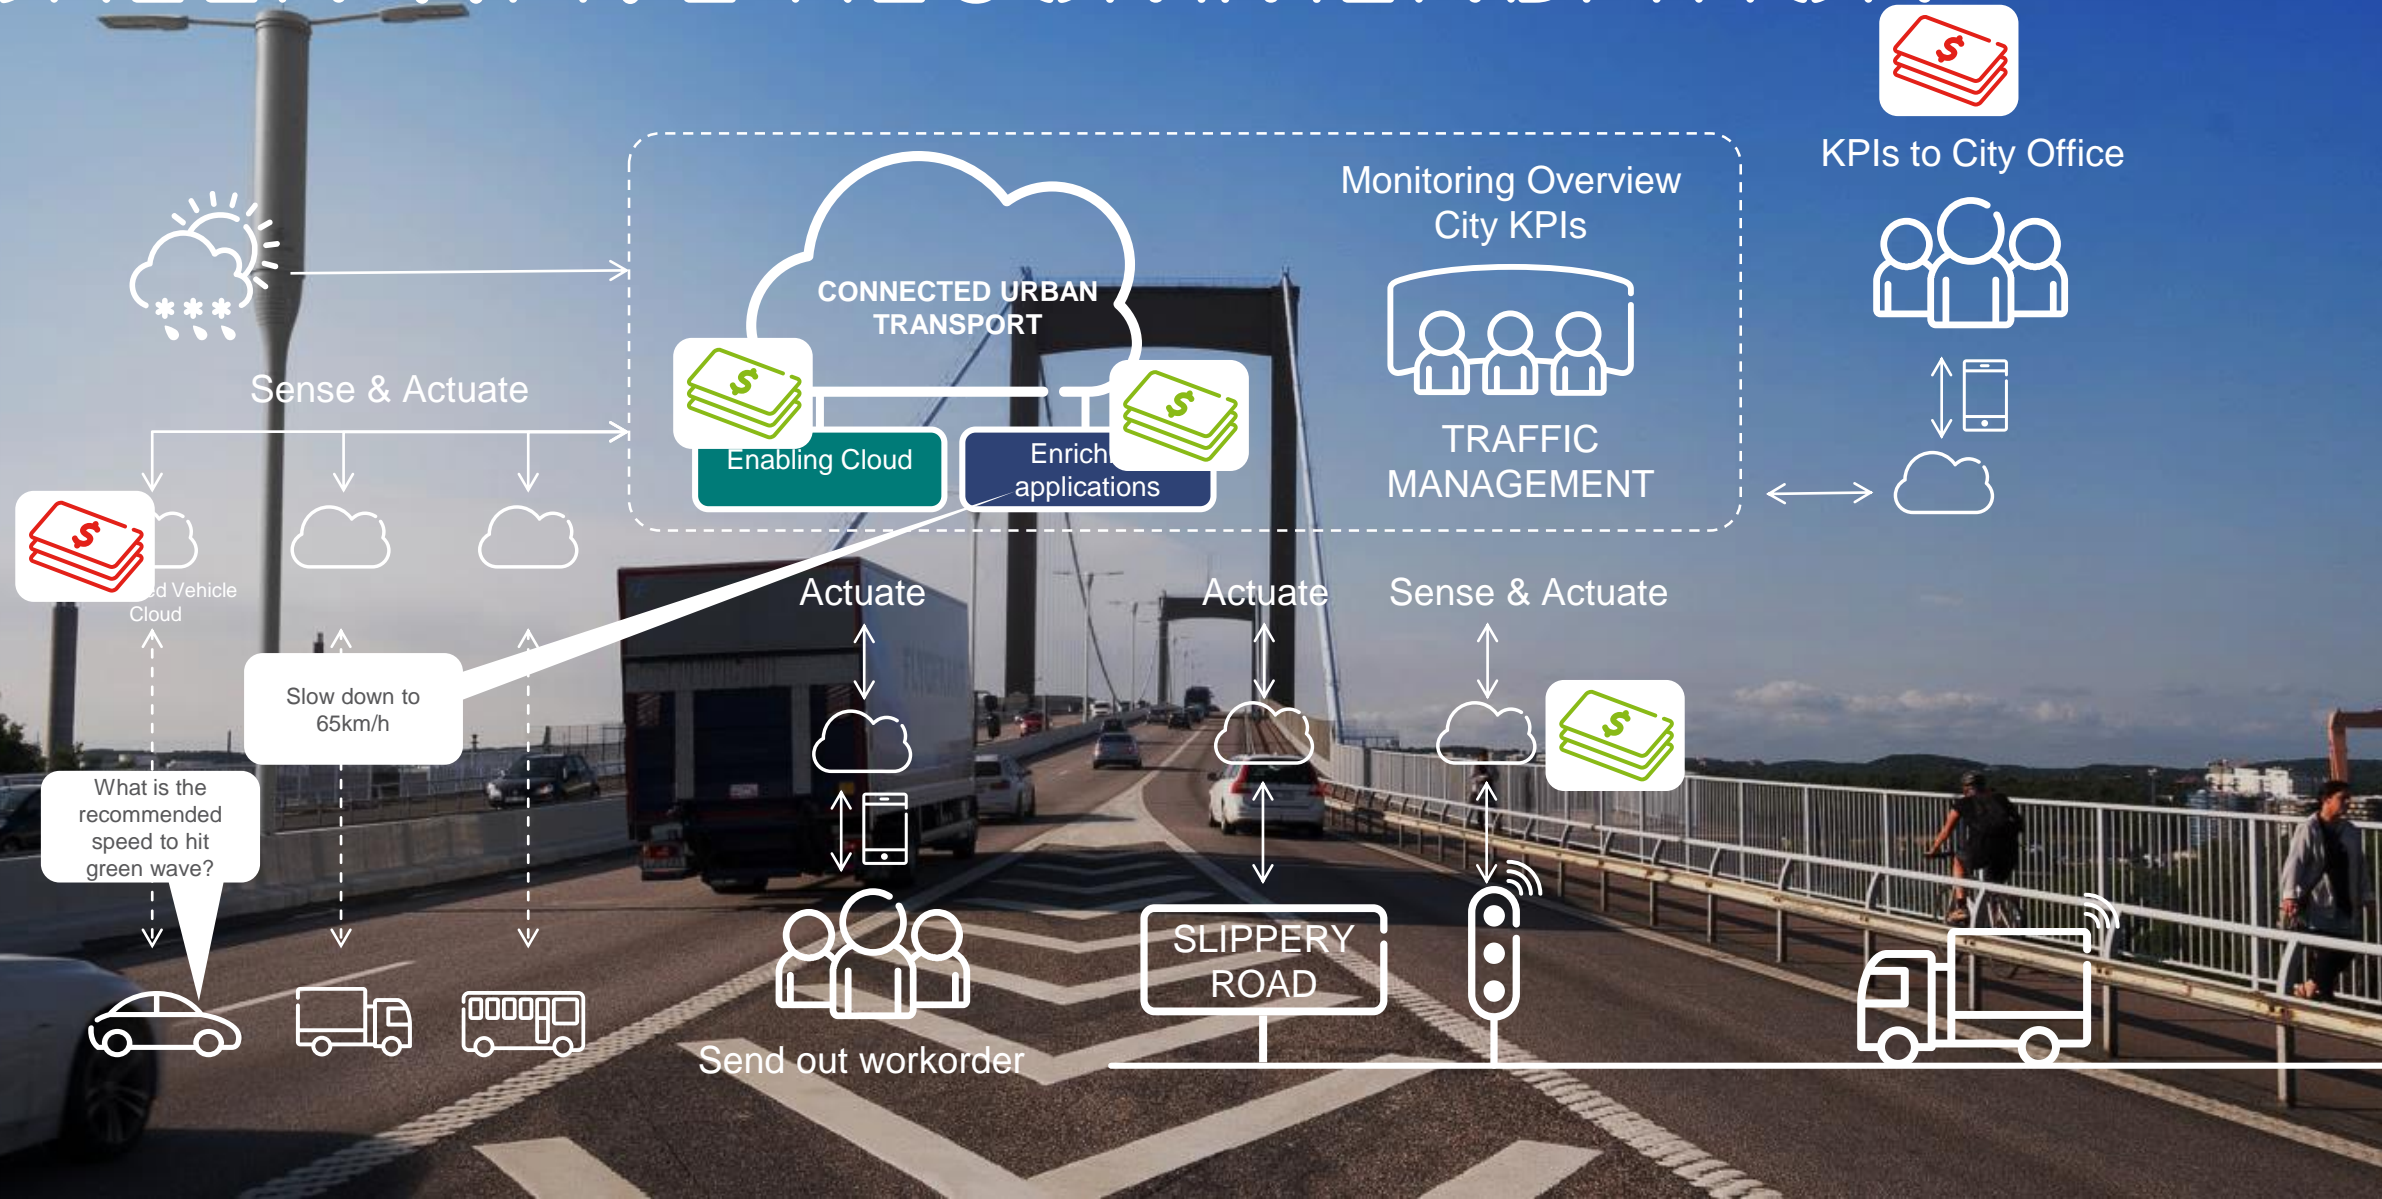 KPIs to City Office
Monitoring Overview
City KPIs
CONNECTED URBAN
TRANSPORT
Sense & Actuate
TRAFFIC
MANAGEMENT
Enabling Cloud
applications
Vehicle
Cloud
Actuate
Actuate
Sense & Actuate
Slow down to
65km/h
What is the
recommended
speed to hit
green wave?
SLIPPERY
ROAD
Send out workorder